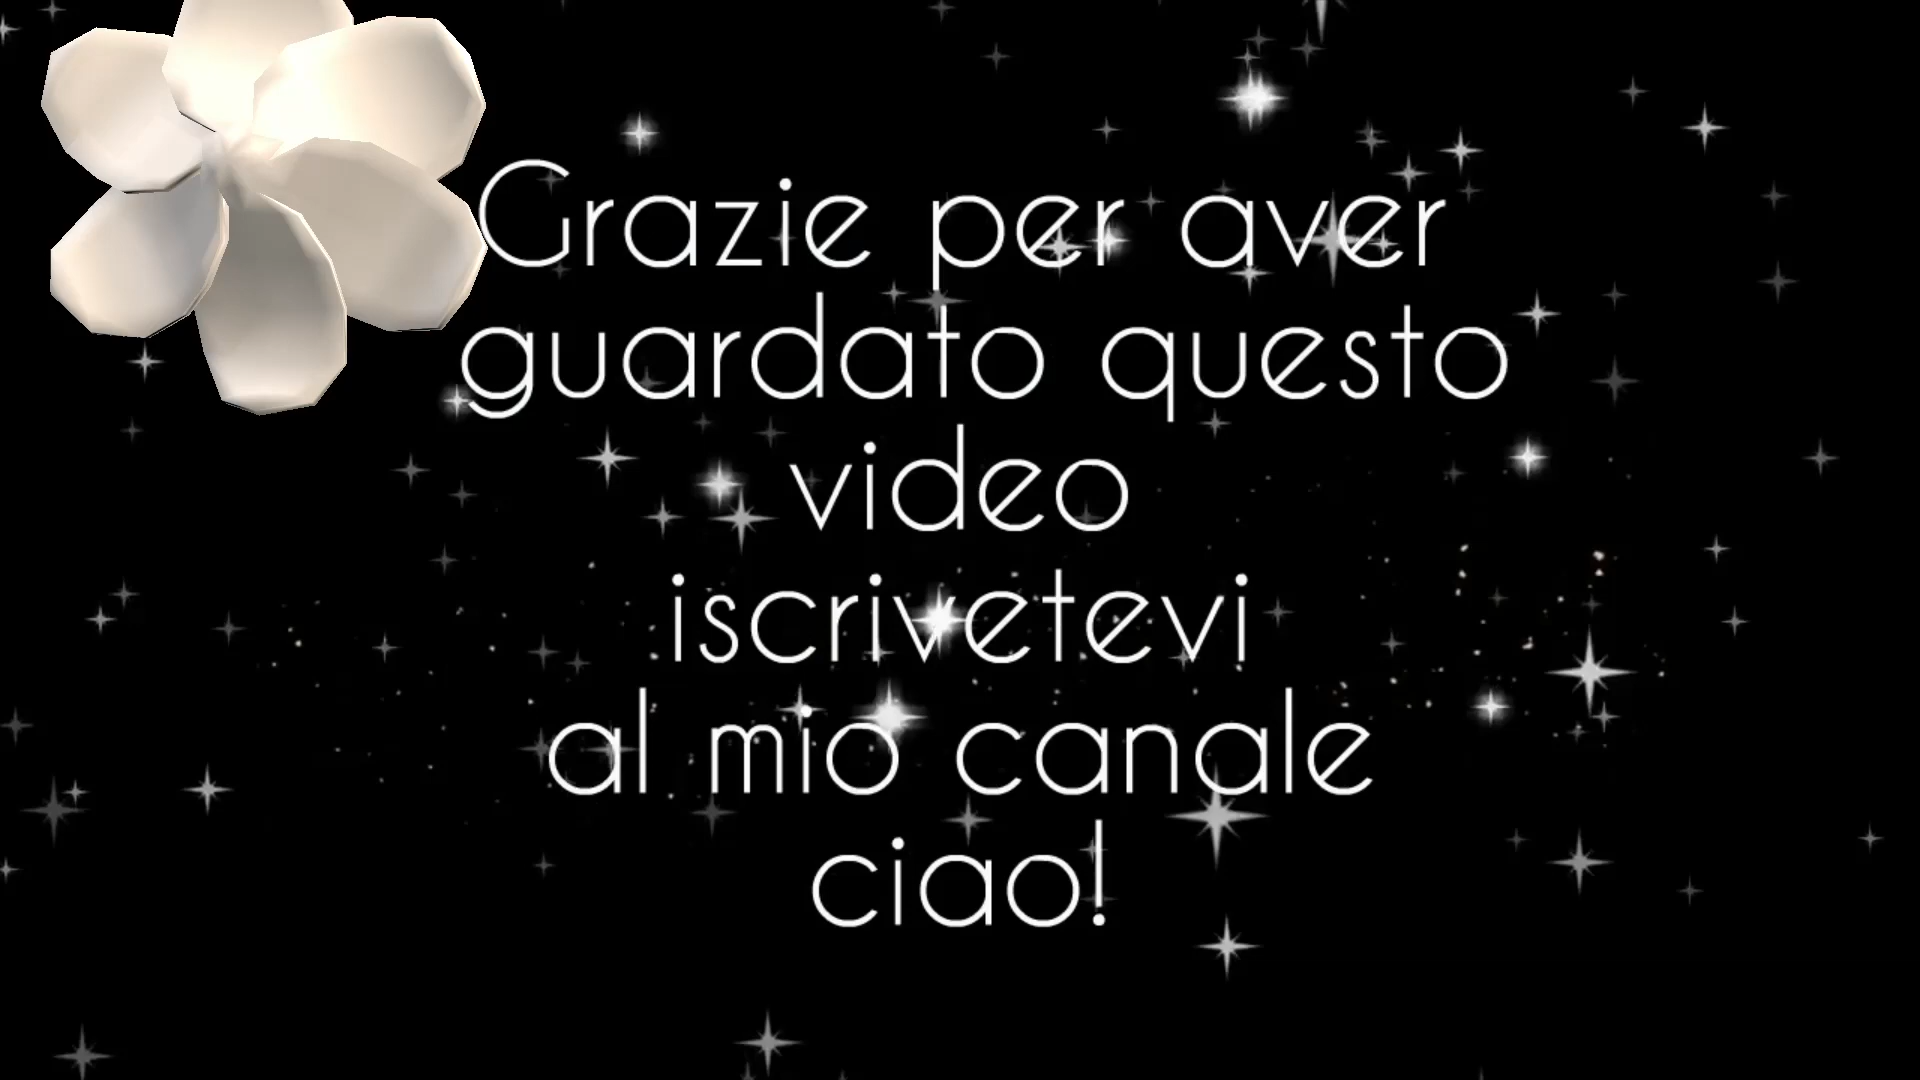 Grazie per aver
guardato questo
video
iscrivetevi
al mio canale
ciao!